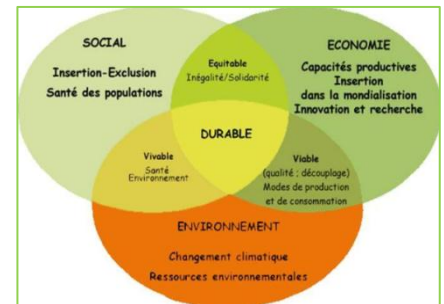 SOCIAL
Insertion-Exclusion
Santé des populations
Equitable
Inégalité/Solidarité
ECONOMIE
Capacités productives
Insertion
dans la mondialisation
Innovation et recherche
DURABLE
Vivable
Santé
Environnement
Viable
(qualité ; découplage)
Modes de production
et de consommation
ENVIRONNEMENT
Changement climatique
Ressources environnementales